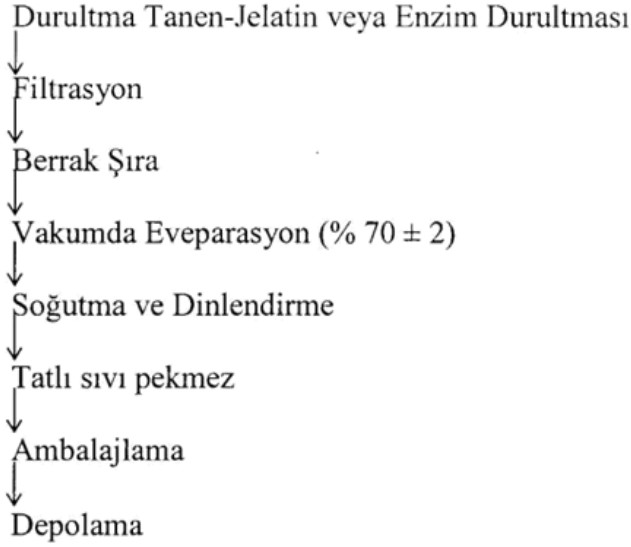 Durultma Tanen-Jelatin veya Enzim Durultması
Filtrasyon
Berrak Şıra
Vakumda Eveparasyon (% 70 ± 2)
Soğutma ve Dinlendirme
Tatlı sıvı pekmez
Ambalajlama
Depolama